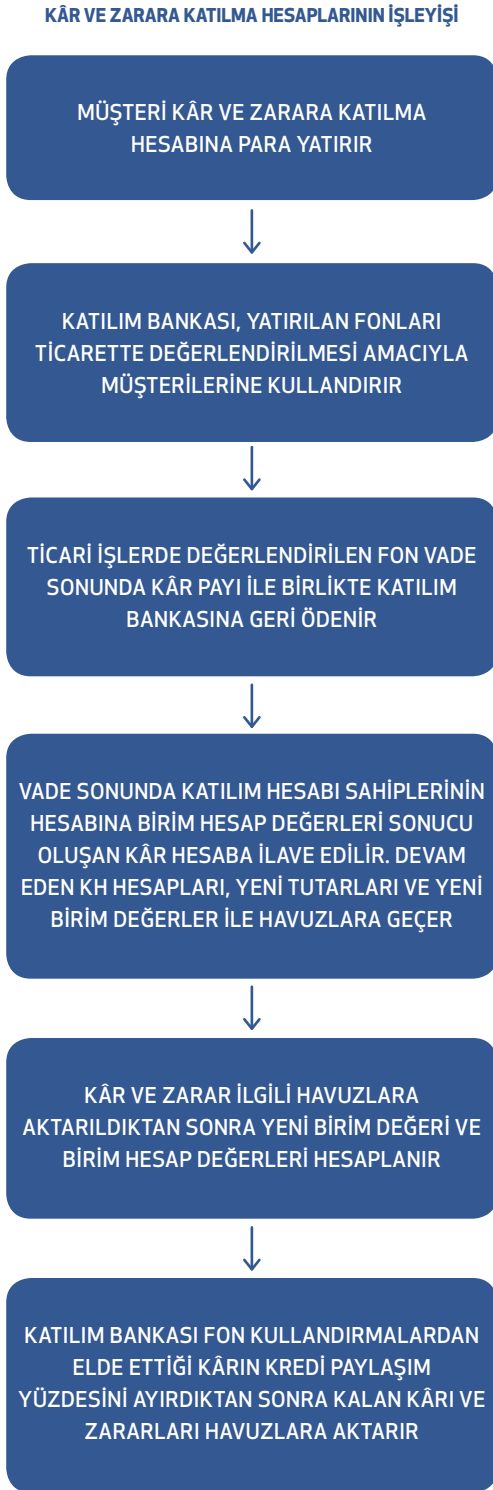 KÂR VE ZARARA KATILMA HESAPLARININ İŞLEYİŞİ
MÜŞTERİ KÂR VE ZARARA KATILMA
HESABINA PARA YATIRIR
KATILIM BANKASI, YATIRILAN FONLARI
TİCARETTE DEĞERLENDİRİLMESİ AMACIYLA
MÜŞTERİLERİNE KULLANDIRIR
TİCARİ İŞLERDE DEĞERLENDİRİLEN FON VADE
SONUNDA KÂR PAYI İLE BİRLİKTE KATILIM
BANKASINA GERİ ÖDENİR
VADE SONUNDA KATILIM HESABI SAHİPLERİNİN
HESABINA BİRİM HESAP DEĞERLERİ SONUCU
OLUŞAN KÂR HESABA İLAVE EDİLİR. DEVAM
EDEN KH HESAPLARI, YENİ TUTARLARI VE YENİ
BİRİM DEĞERLER İLE HAVUZLARA GEÇER
KÂR VE ZARAR İLGİLİ HAVUZLARA
AKTARILDIKTAN SONRA YENİ BİRİM DEĞERİ VE
BİRİM HESAP DEĞERLERİ HESAPLANIR
KATILIM BANKASI FON KULLANDIRMALARDAN
ELDE ETTİĞİ KÂRIN KREDİ PAYLAŞIM
YÜZDESİNİ AYIRDIKTAN SONRA KALAN KÂRI VE
ZARARLARI HAVUZLARA AKTARIR